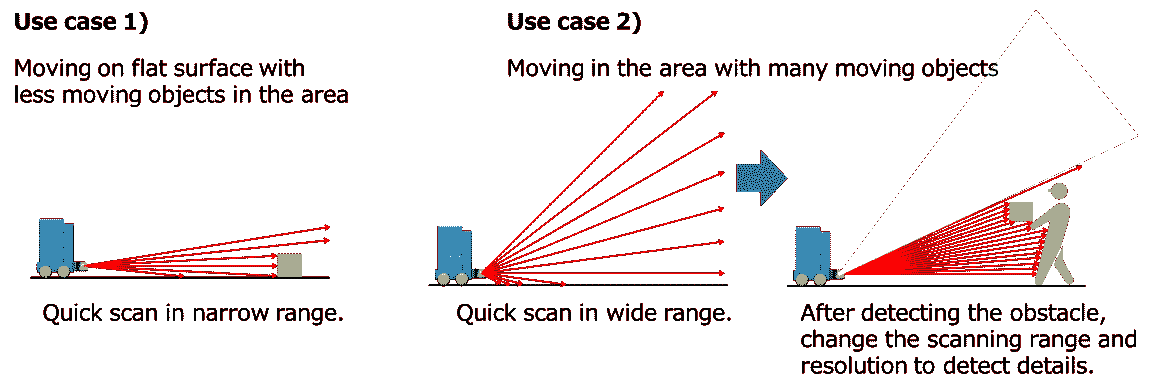 Use case 1)
Moving on flat surface with
less moving objects in the area
Quick scan in narrow range.
Use case 2)
Moving in the area with many moving objects
Quick scan in wide range.
After detecting the obstacle,
change the scanning range and
resolution to detect details.